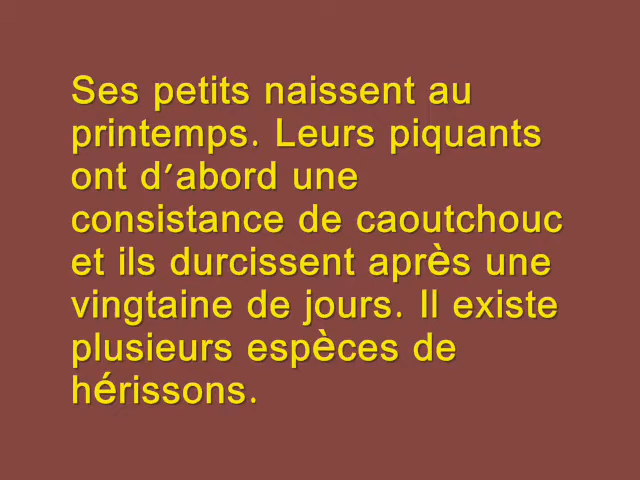 Ses petits naissent au
printemps. Leurs piquants
ont d’abord une
consistance de caoutchouc
et ils durcissent après une
vingtaine de jours. Il existe
plusieurs espèces de
hérissons.